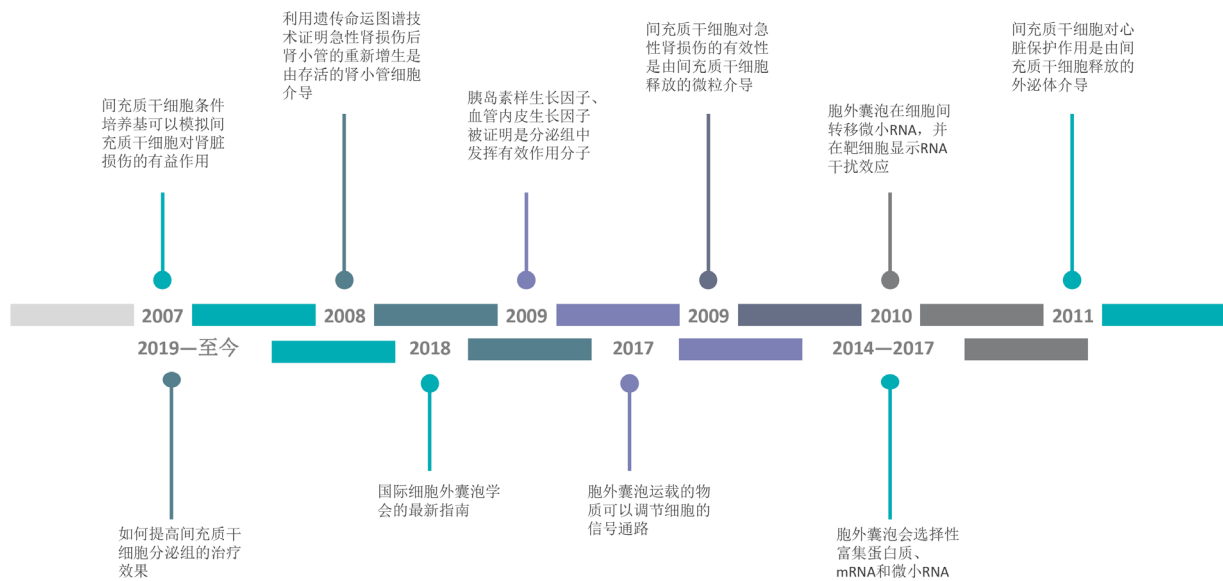 间充质干细胞条件
培养基可以模拟间
充质干细胞对肾脏
损伤的有益作用
利用遗传命运图谱技
术证明急性肾损伤后
肾小管的重新增生是
由存活的肾小管细胞
介导
胰岛素样生长因子、
血管内皮生长因子
被证明是分泌组中
发挥有效作用分子
间充质干细胞对急
性肾损伤的有效性
是由间充质干细胞
释放的微粒介导
胞外囊泡在细胞间
转移微小RNA，并
在靶细胞显示RNA
干扰效应
间充质干细胞对心
脏保护作用是由间
充质干细胞释放的
外泌体介导
2007
2008
2009
2009
2010
2011
2019—至今
2018
2017
2014—2017
如何提高间充质干
细胞分泌组的治疗
效果
国际细胞外囊泡学
会的最新指南
胞外囊泡运载的物
质可以调节细胞的
信号通路
胞外囊泡会选择性
富集蛋白质、
mRNA和微小RNA